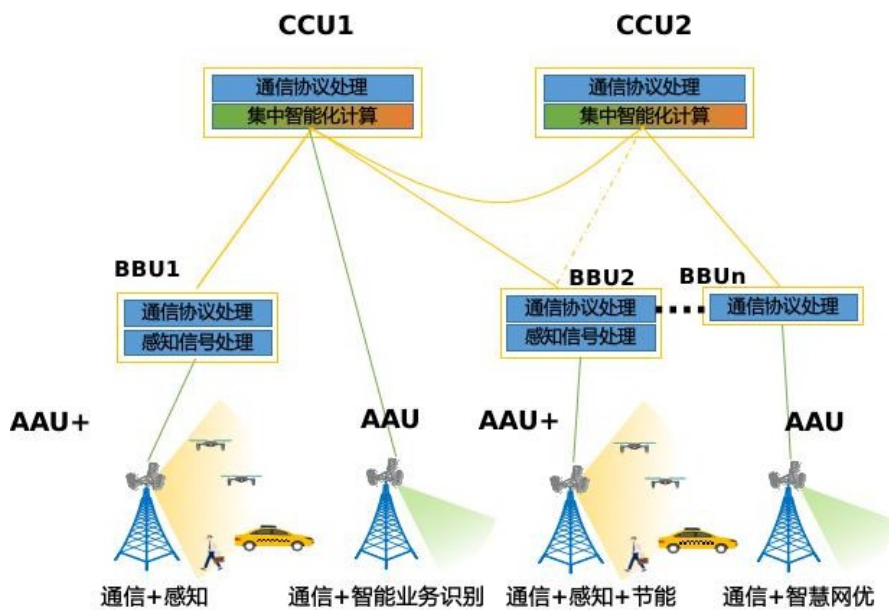 CCU1
CCU2
通信协议处理
集中智能化计算
通信协议处理
集中智能化计算
BBU1
BBU2
BBUn
通信协议处理
感知信号处理
通信协议处理
感知信号处理
通信协议处理
AAU+
AAU
AAU+
AAU
通信+感知
通信+智能业务识别
通信+感知+节能
通信+智慧网优